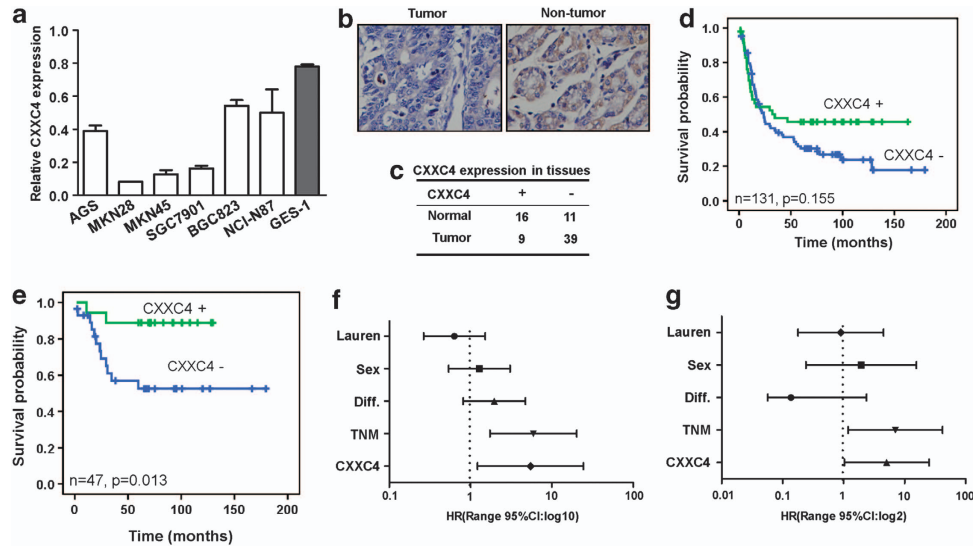 a
Relative CXXC4 expression
1.0
0.8
0.6
0.4
0.2
0.0
AGS
MKN28
MKN45
SGC7901
BGC823
NCI-N87
GES-1
b
Tumor Non-tumor
c
CXXC4 expression in tissues
CXXC4 + -
Normal 16 11
Tumor 9 39
d
Survival probability
1.0
0.8
0.6
0.4
0.2
0.0
CXXC4 +
CXXC4 -
n=131, p=0.155
0 50 100 150 200
Time (months)
e
Survival probability
1.0
0.8
0.6
0.4
0.2
0.0
CXXC4 +
CXXC4 -
n=47, p=0.013
0 50 100 150 200
Time (months)
f
Lauren
Sex
Diff.
TNM
CXXC4
0.1 1 10 100
HR(Range 95%CI:log10)
g
Lauren
Sex
Diff.
TNM
CXXC4
0.01 0.1 1 10 100
HR(Range 95%CI:log2)